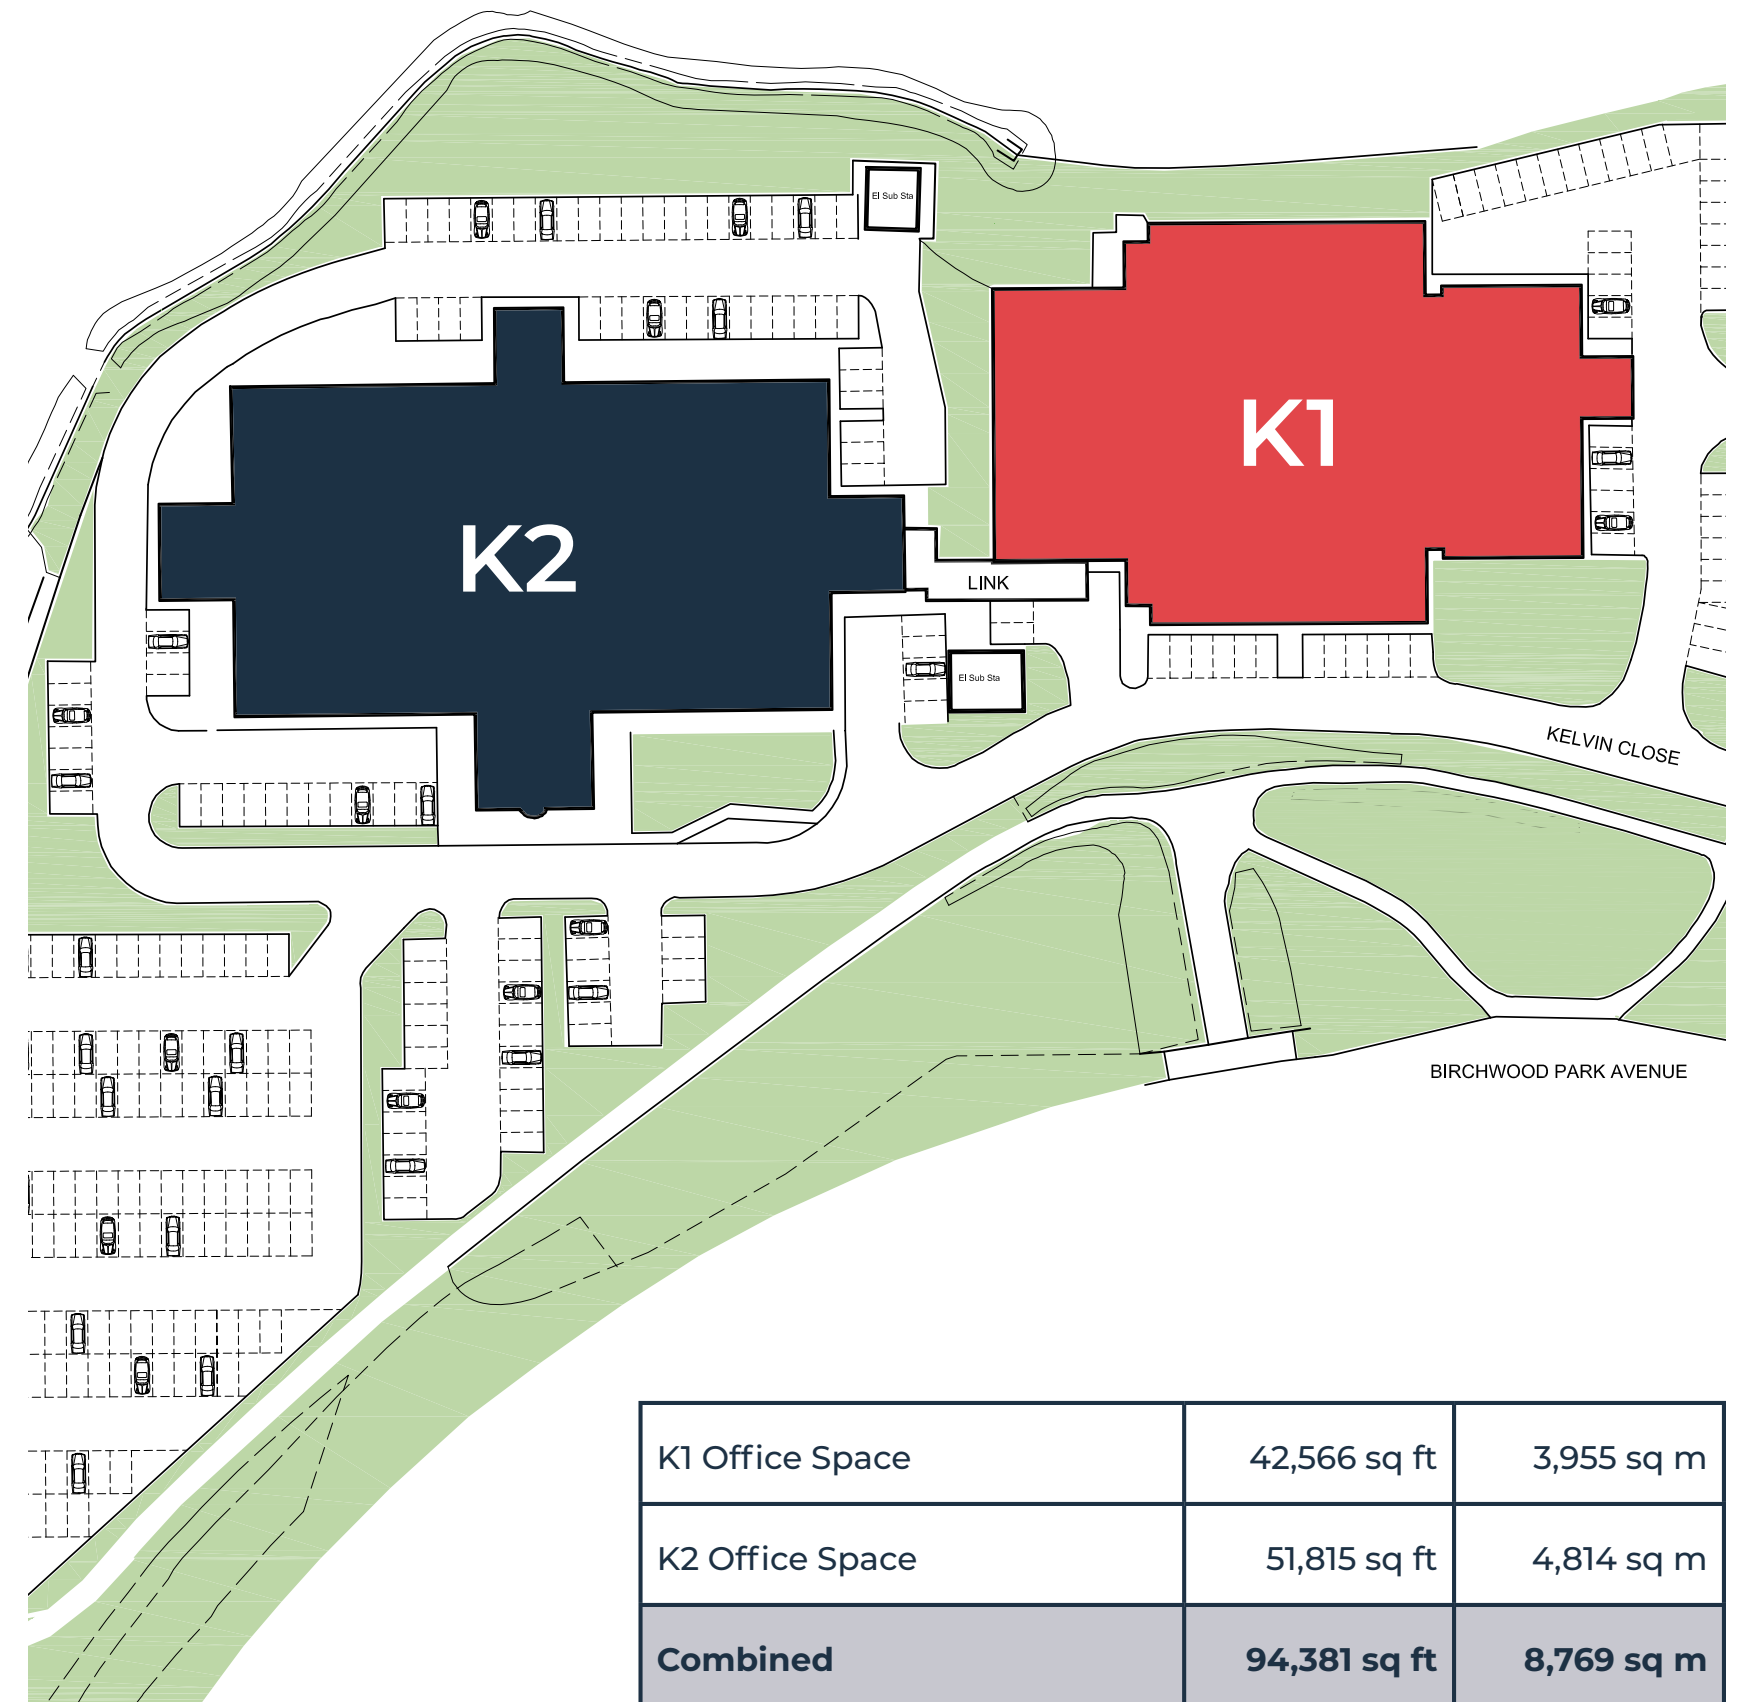 El Sub Sta
K1
K2
LINK
El Sub Sta
KELVIN CLOSE
BIRCHWOOD PARK AVENUE
K1 Office Space 42,566 sq ft 3,955 sq m
K2 Office Space 51,815 sq ft 4,814 sq m
Combined 94,381 sq ft 8,769 sq m